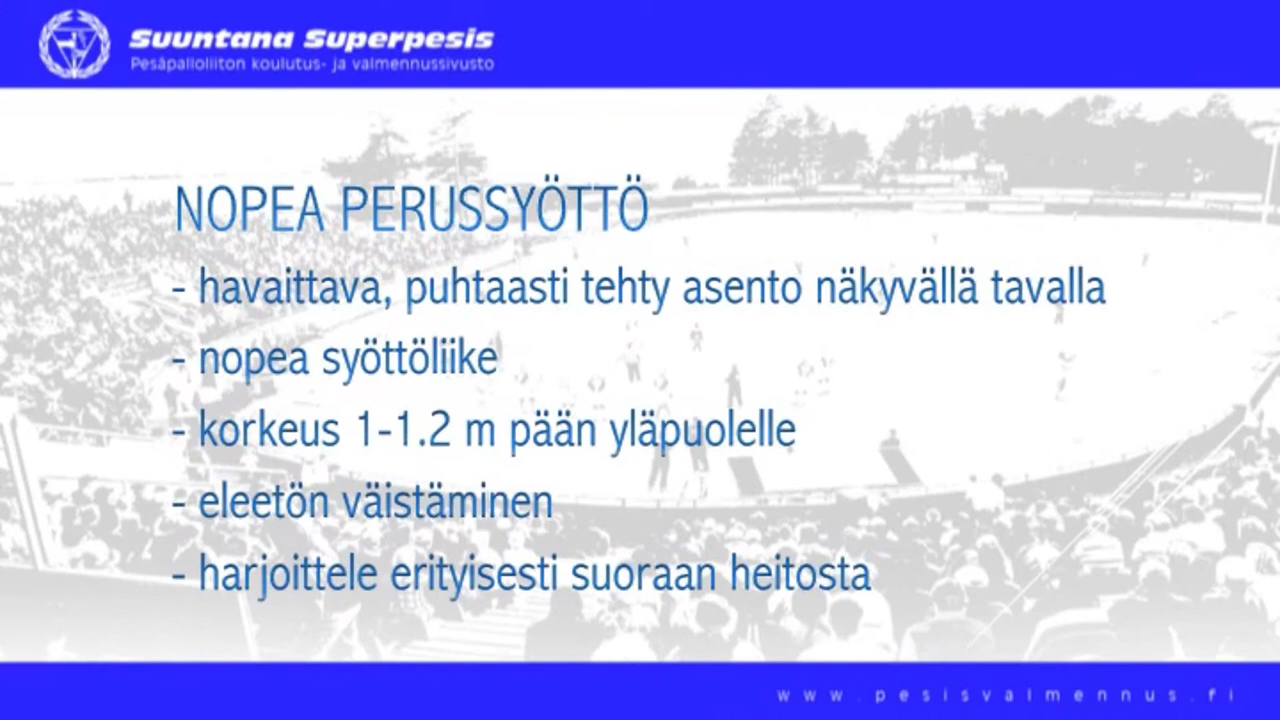 Suuntana Superpesis
Pesäpalloliiton koulutus- ja valmennussivusto
NOPEA PERUSSYÖTTÖ
- havaittava, puhtaasti tehty asento näkyvällä tavalla
- nopea syöttöliike
- korkeus 1-1.2 m pään yläpuolelle
- eleetön väistäminen
- harjoittele erityisesti suoraan heitosta
www.pesisvalmennus.fi